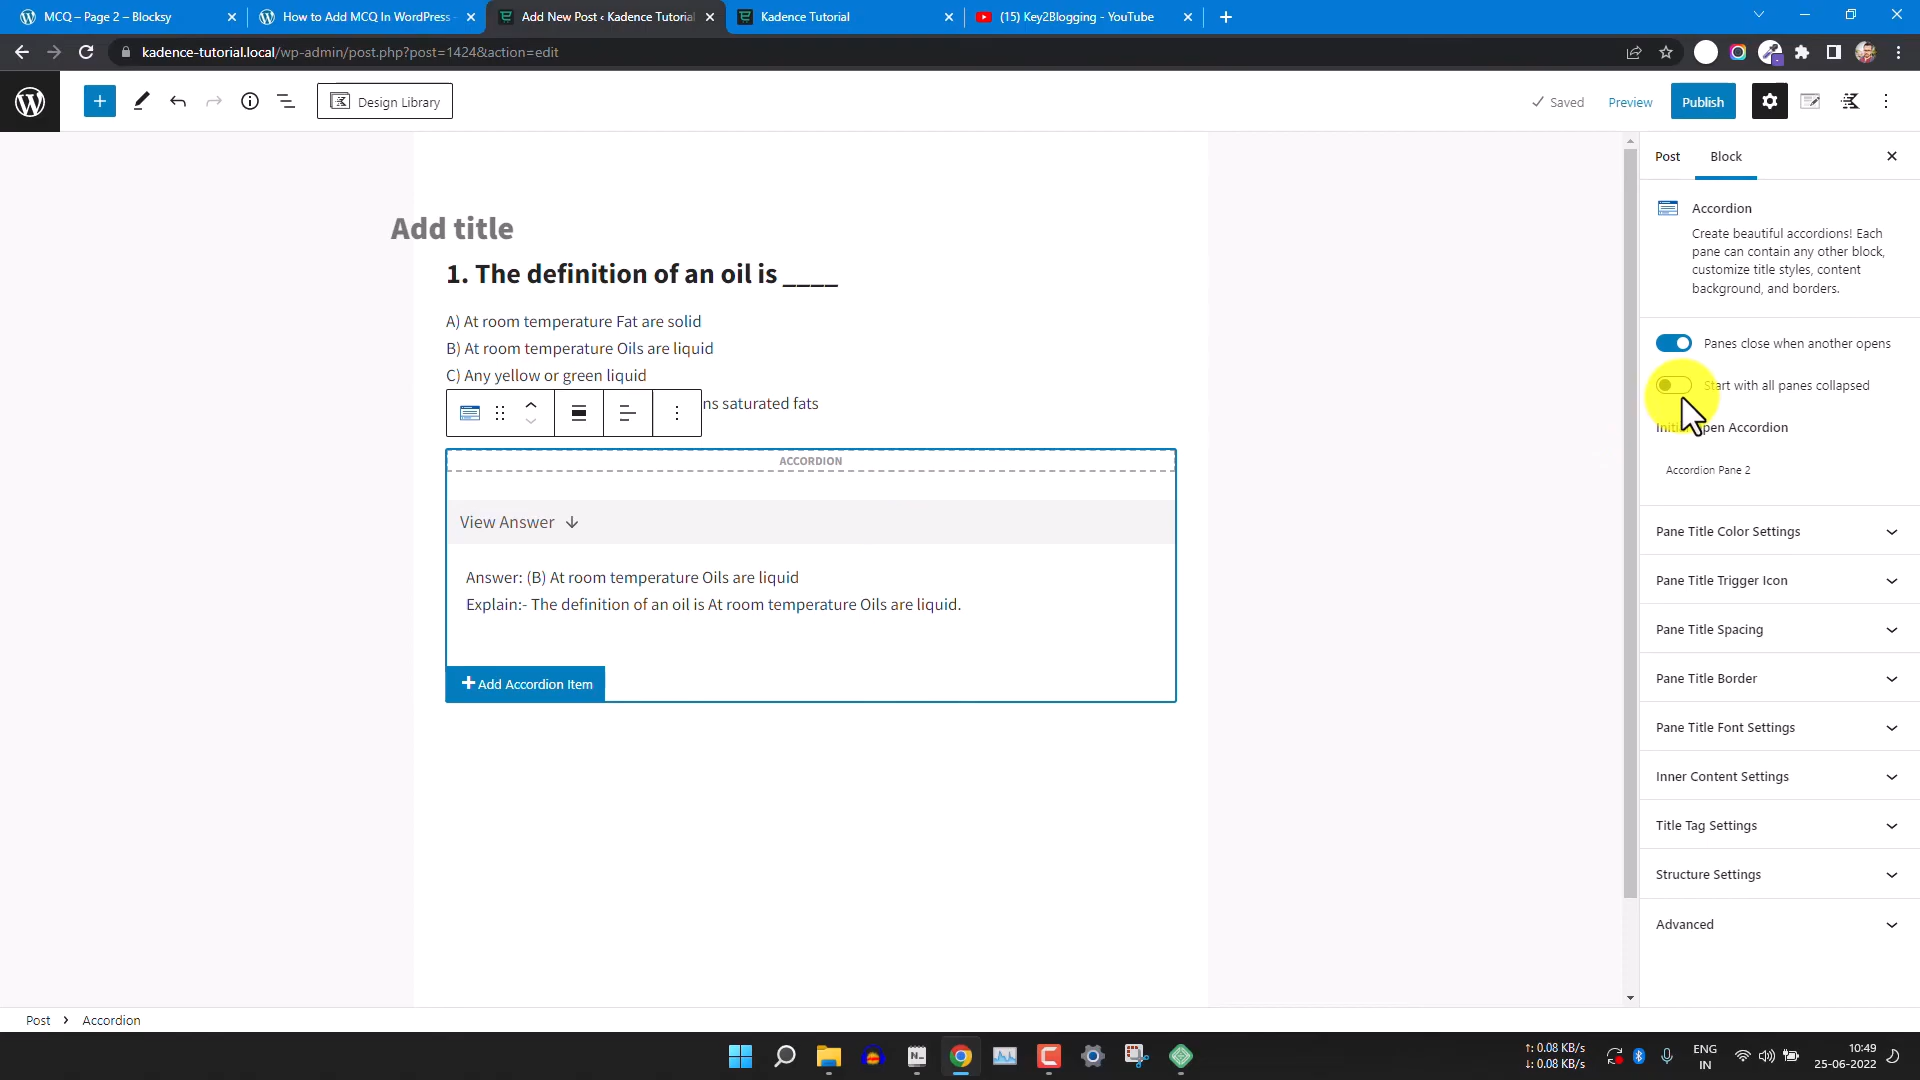 MCQ – Page 2 – Blocksy
How to Add MCQ In WordPress -
Add New Post ‹ Kadence Tutorial
Kadence Tutorial
(15) Key2Blogging - YouTube
kadence-tutorial.local/wp-admin/post.php?post=1424&action=edit
Design Library
Saved
Preview
Publish
Post
Block
Accordion
Create beautiful accordions! Each
pane can contain any other block,
customize title styles, content
background, and borders.
Panes close when another opens
Start with all panes collapsed
Open Accordion
Accordion Pane 2
Pane Title Color Settings
Pane Title Trigger Icon
Pane Title Spacing
Pane Title Border
Pane Title Font Settings
Inner Content Settings
Title Tag Settings
Structure Settings
Advanced
Add title
1. The definition of an oil is ____
A) At room temperature Fat are solid
B) At room temperature Oils are liquid
C) Any yellow or green liquid
ns saturated fats
ACCORDION
View Answer
Answer: (B) At room temperature Oils are liquid
Explain:- The definition of an oil is At room temperature Oils are liquid.
Add Accordion Item
Post › Accordion
↑: 0.08 KB/s
↓: 0.08 KB/s
ENG
IN
10:49
25-06-2022